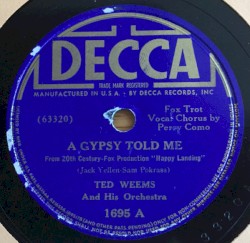 DECCA
TRADE MARK REGISTERED
MANUFACTURED IN U.S.A. BY DECCA RECORDS, INC.
Fox Trot
(63320)
Vocal Chorus by
Perry Como
A GYPSY TOLD ME
From 20th Century-Fox Production "Happy Landing"
(Jack Yellen-Sam Pokrass)
TED WEEMS
And His Orchestra
1695 A